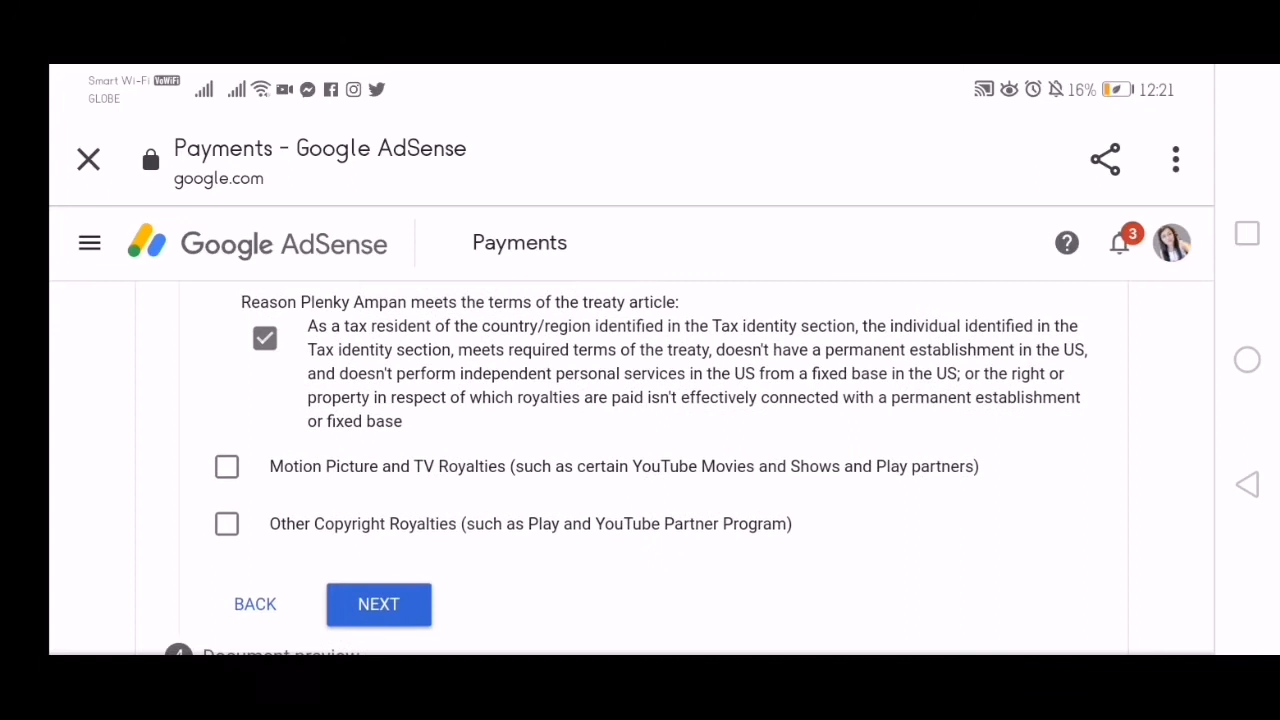 Smart Wi-Fi VoWiFi
GLOBE
16% 12:21
Payments - Google AdSense
google.com
Google AdSense
Payments
3
Reason Plenky Ampan meets the terms of the treaty article:
As a tax resident of the country/region identified in the Tax identity section, the individual identified in the
Tax identity section, meets required terms of the treaty, doesn't have a permanent establishment in the US,
and doesn't perform independent personal services in the US from a fixed base in the US; or the right or
property in respect of which royalties are paid isn't effectively connected with a permanent establishment
or fixed base
Motion Picture and TV Royalties (such as certain YouTube Movies and Shows and Play partners)
Other Copyright Royalties (such as Play and YouTube Partner Program)
BACK
NEXT
4 Document preview